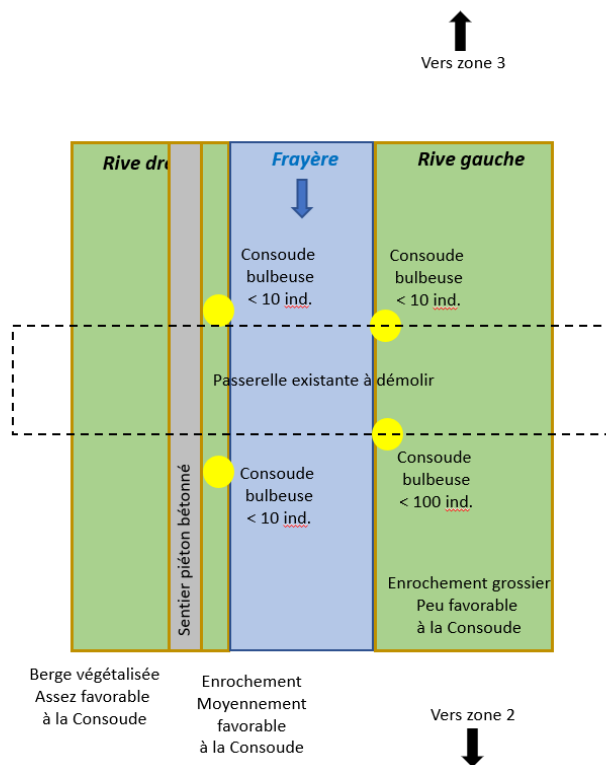 Vers zone 3
Rive dr
Frayère
Rive gauche
Consoude
bulbeuse
< 10 ind.
Consoude
bulbeuse
< 10 ind.
Passerelle existante à démolir
Sentier piéton bétonné
Consoude
bulbeuse
< 10 ind.
Consoude
bulbeuse
< 100 ind.
Enrochement grossier
Peu favorable
à la Consoude
Berge végétalisée
Assez favorable
à la Consoude
Enrochement
Moyennement
favorable
à la Consoude
Vers zone 2